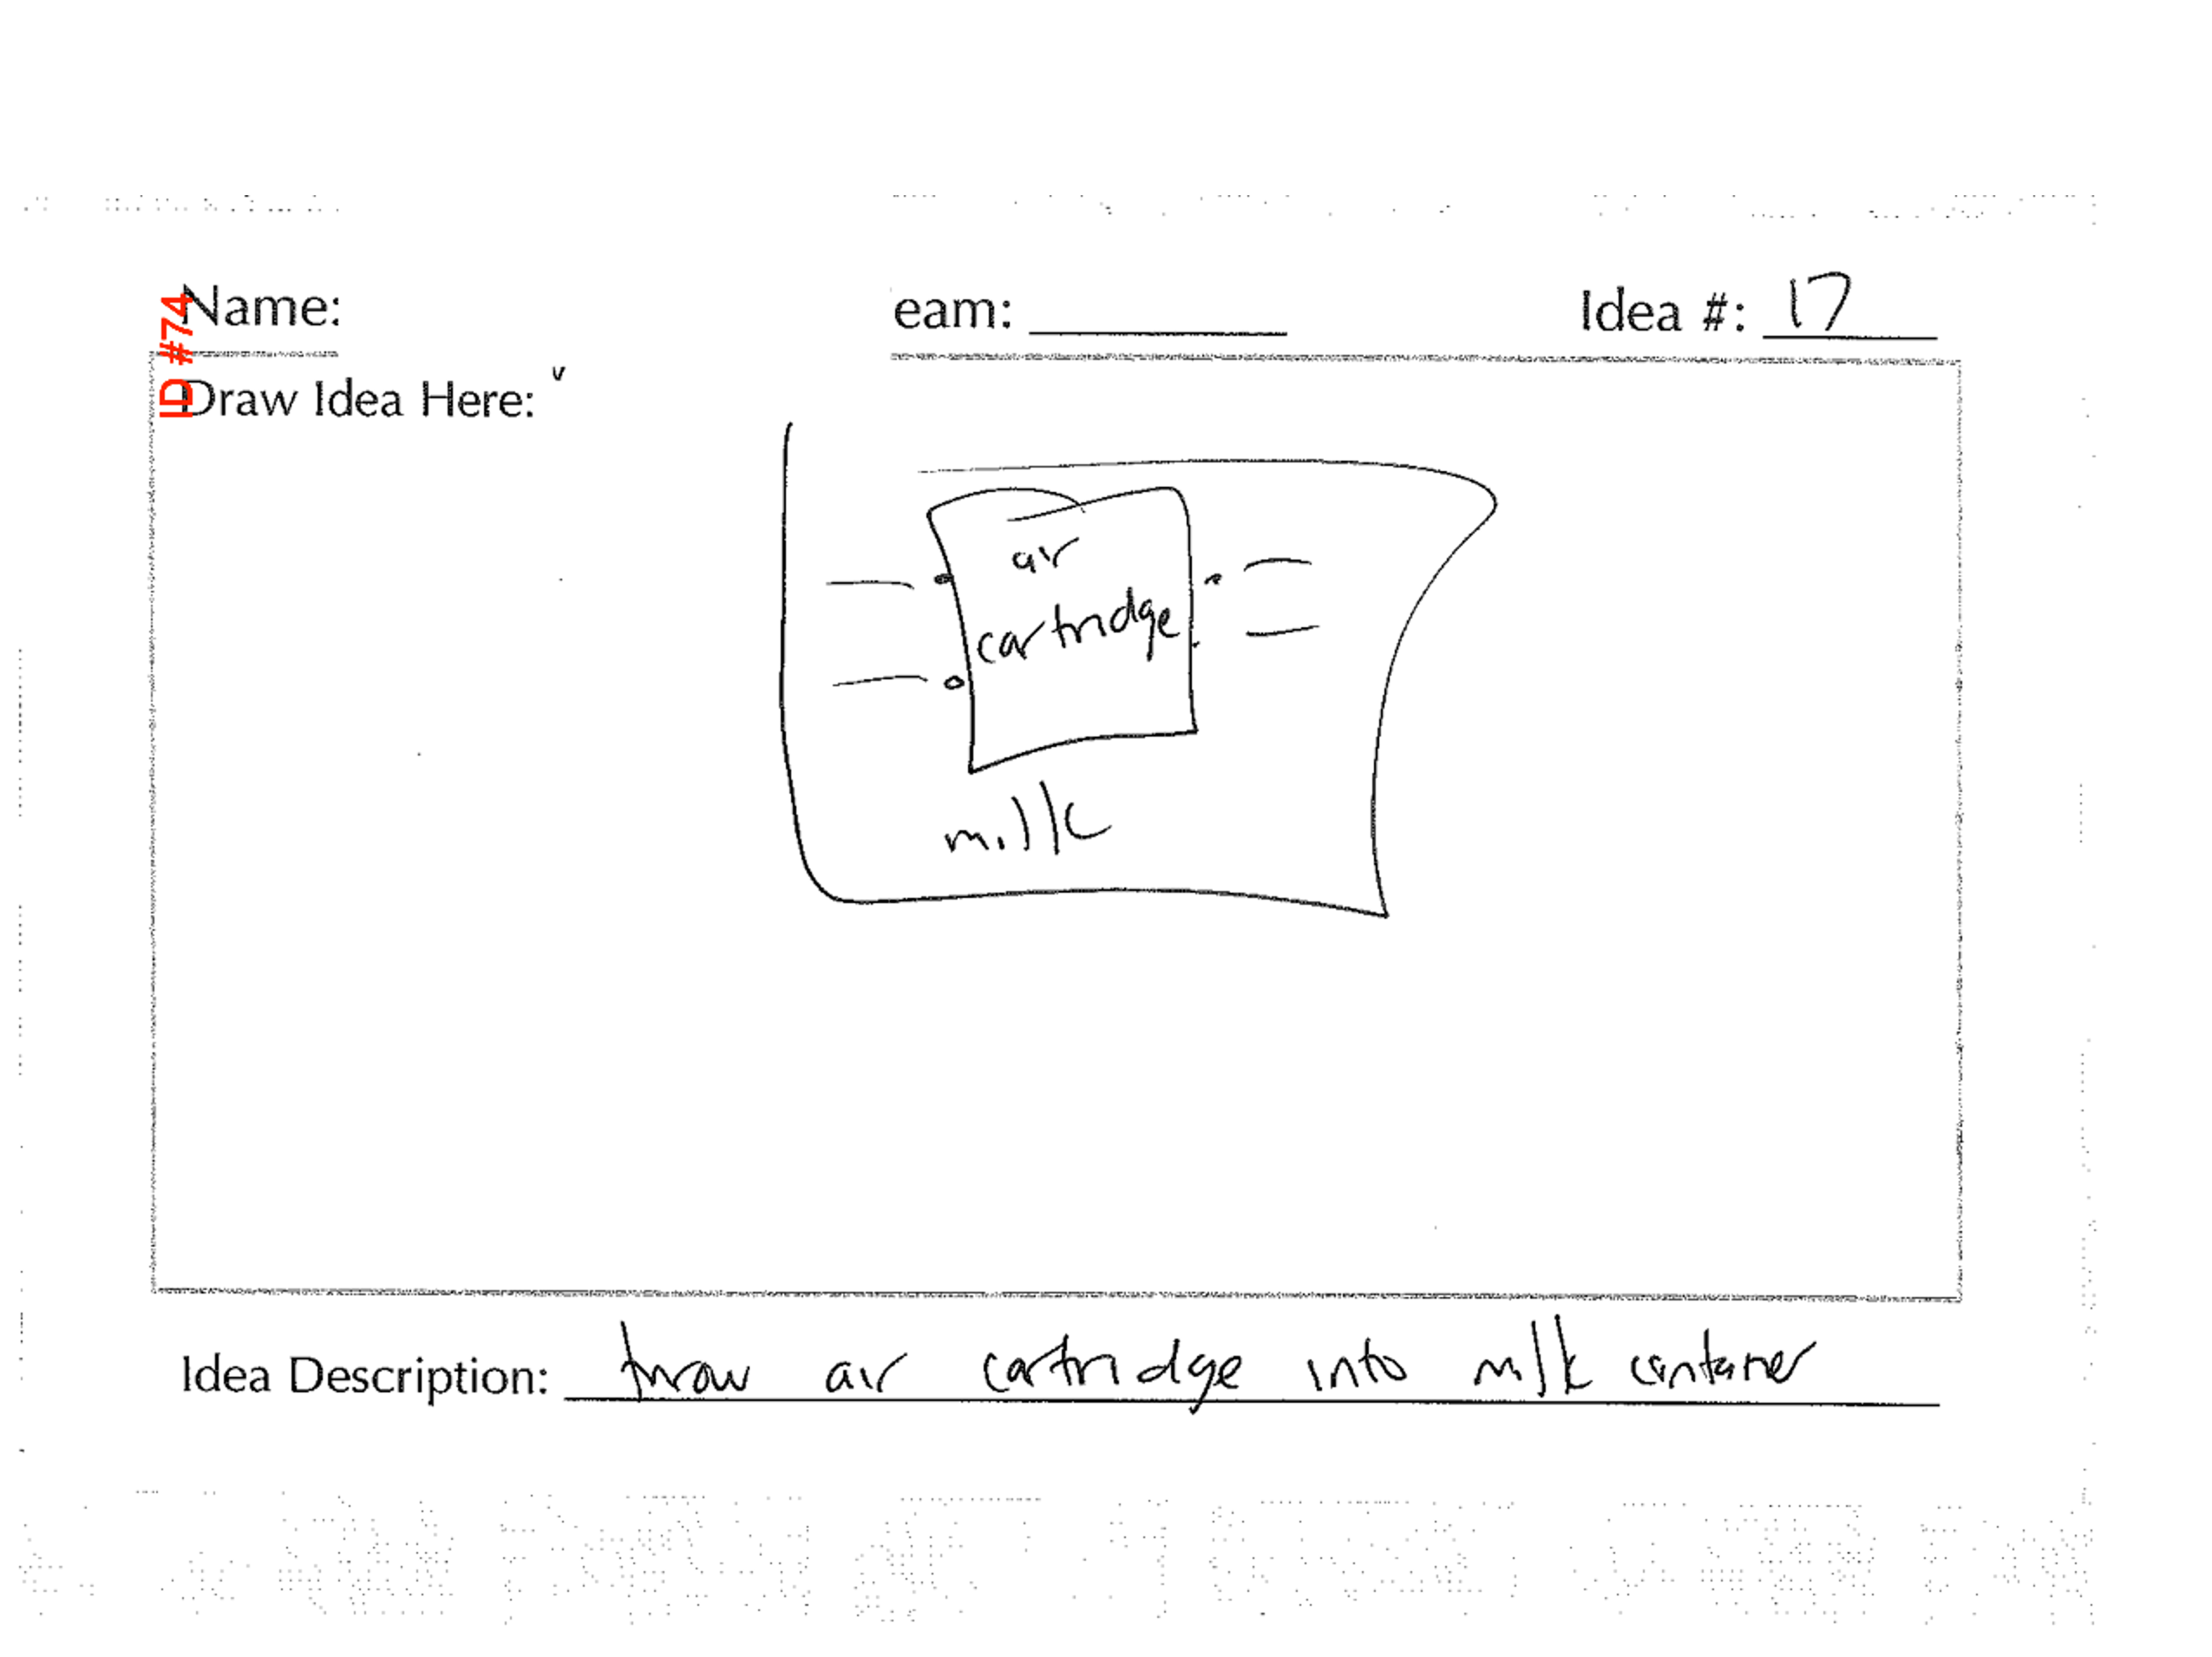 Name:
eam:
Idea #: 17
ID #74
Draw Idea Here:
air
cartridge
milk
Idea Description: throw air cartridge into milk container